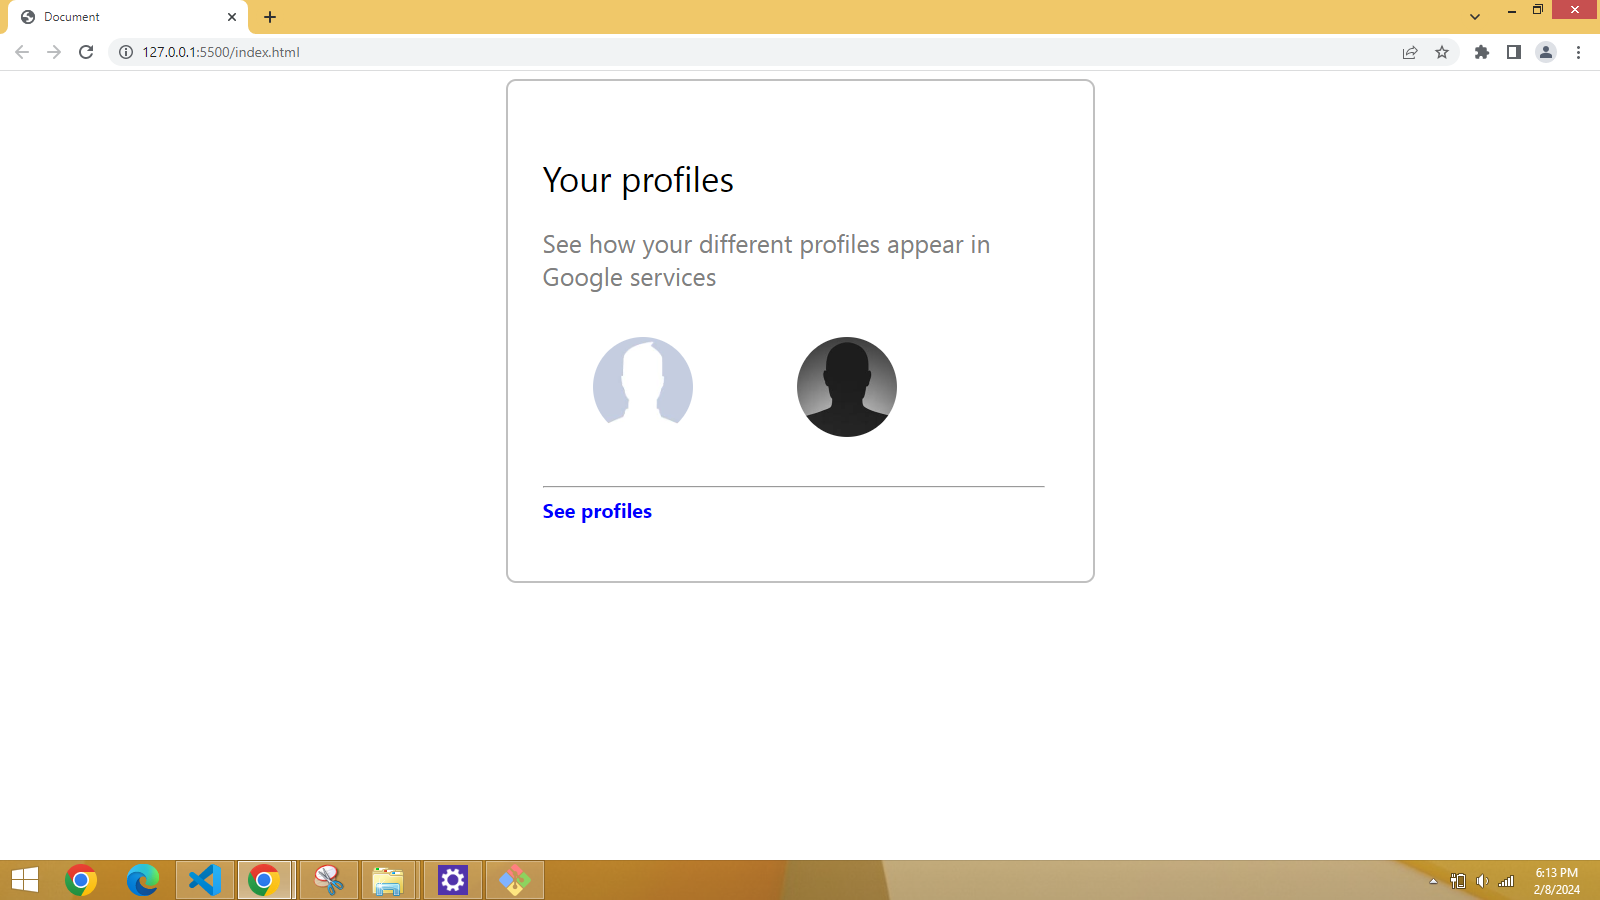 Document
127.0.0.1:5500/index.html
Your profiles
See how your different profiles appear in
Google services
See profiles
6:13 PM
2/8/2024